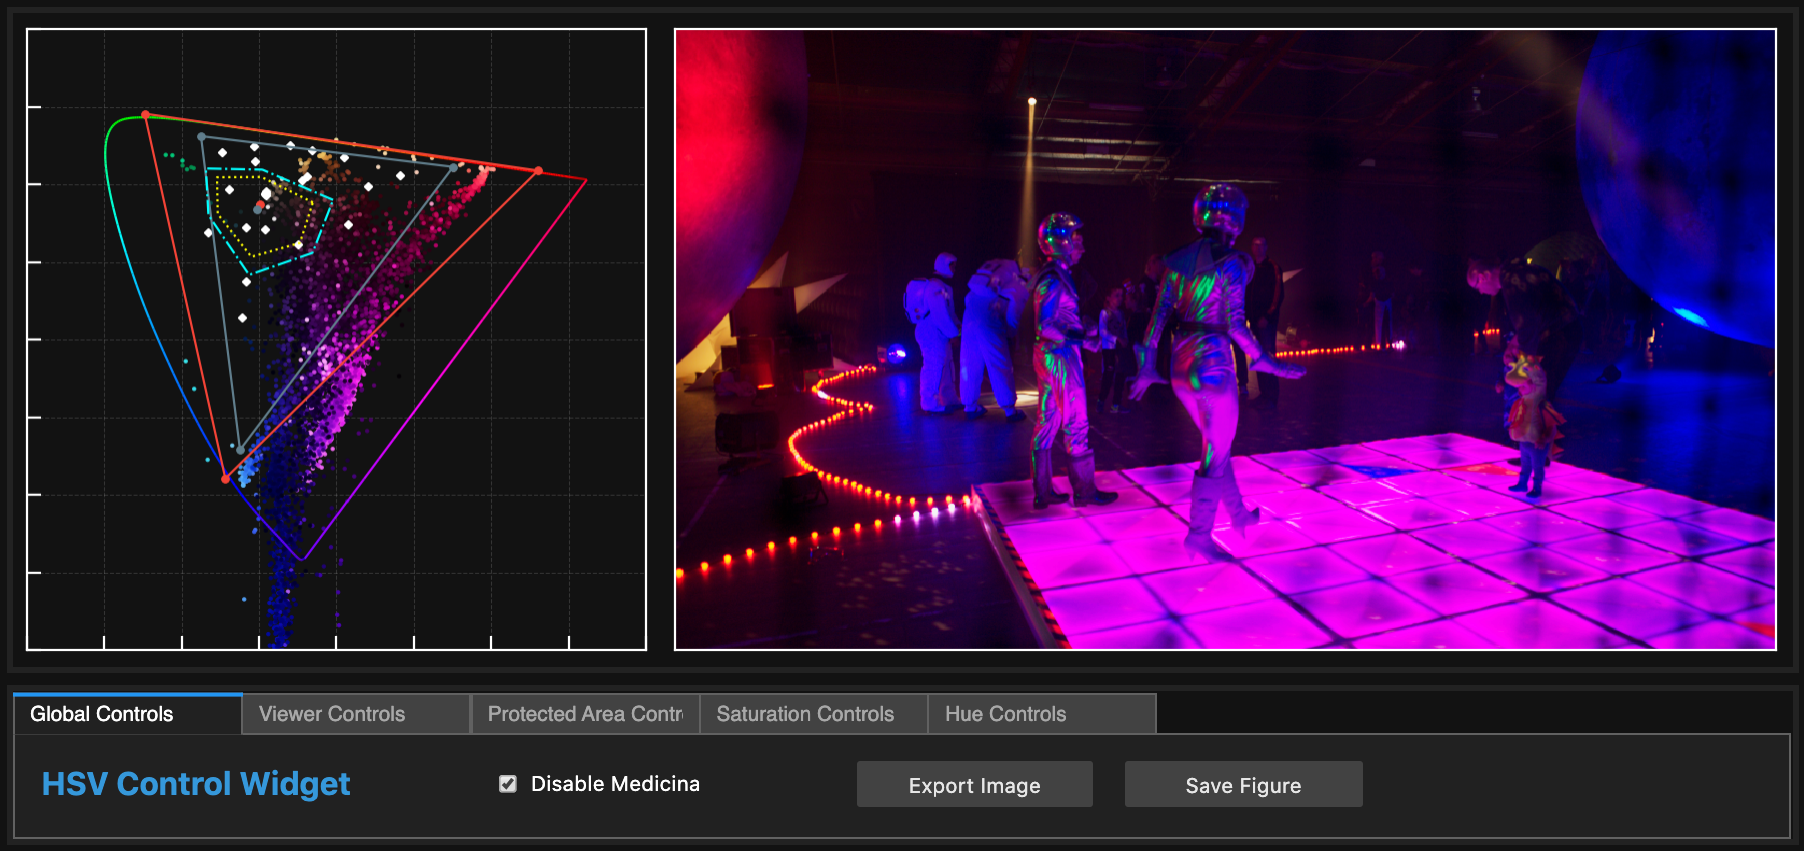 Global Controls
Viewer Controls
Protected Area Contr
Saturation Controls
Hue Controls
HSV Control Widget
Disable Medicina
Export Image
Save Figure